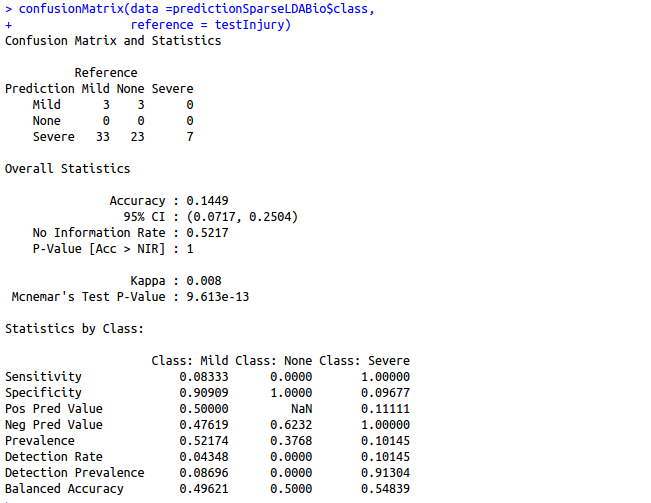 > confusionMatrix(data =predictionSparseLDABio$class,
+                 reference = testInjury)
Confusion Matrix and Statistics

          Reference
Prediction Mild None Severe
    Mild      3    3      0
    None      0    0      0
    Severe   33   23      7

Overall Statistics

               Accuracy : 0.1449
                 95% CI : (0.0717, 0.2504)
    No Information Rate : 0.5217
    P-Value [Acc > NIR] : 1

                  Kappa : 0.008
 Mcnemar's Test P-Value : 9.613e-13

Statistics by Class:

                     Class: Mild Class: None Class: Severe
Sensitivity              0.08333      0.0000       1.00000
Specificity              0.90909      1.0000       0.09677
Pos Pred Value           0.50000         NaN       0.11111
Neg Pred Value           0.47619      0.6232       1.00000
Prevalence               0.52174      0.3768       0.10145
Detection Rate           0.04348      0.0000       0.10145
Detection Prevalence     0.08696      0.0000       0.91304
Balanced Accuracy        0.49621      0.5000       0.54839